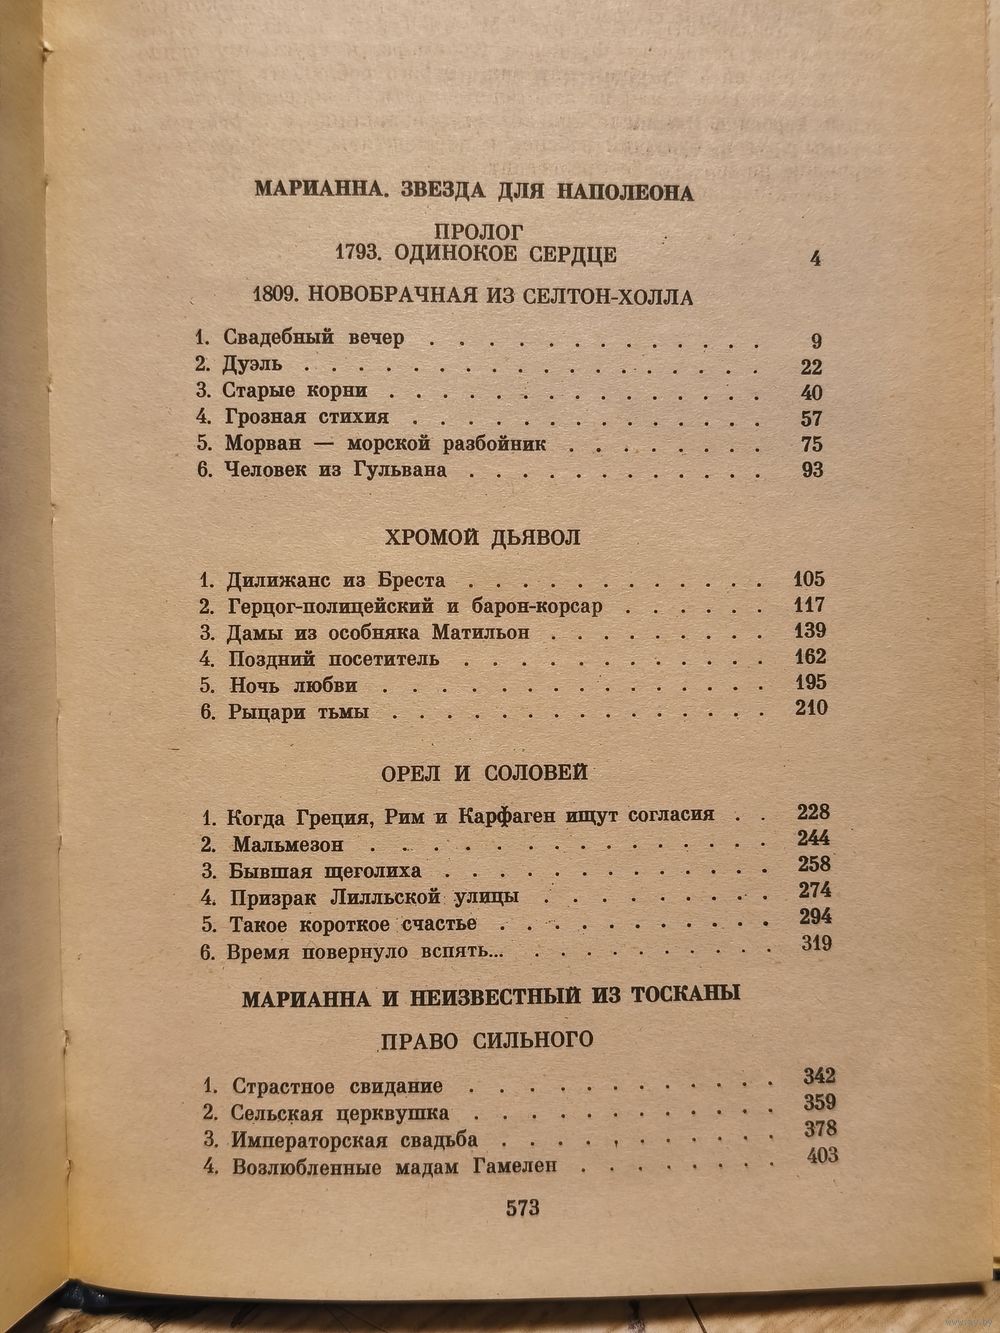 МАРИАННА. ЗВЕЗДА ДЛЯ НАПОЛЕОНА
ПРОЛОГ
1793. ОДИНОКОЕ СЕРДЦЕ 4
1809. НОВОБРАЧНАЯ ИЗ СЕЛТОН-ХОЛЛА
1. Свадебный вечер . . . . . . . . . . . . . 9
2. Дуэль . . . . . . . . . . . . . . . . . . 22
3. Старые корни . . . . . . . . . . . . . . 40
4. Грозная стихия . . . . . . . . . . . . . 57
5. Морван — морской разбойник . . . . . . . . 75
6. Человек из Гульвана . . . . . . . . . . . 93
ХРОМОЙ ДЬЯВОЛ
1. Дилижанс из Бреста . . . . . . . . . . . . 105
2. Герцог-полицейский и барон-корсар . . . . . . 117
3. Дамы из особняка Матильон . . . . . . . . 139
4. Поздний посетитель . . . . . . . . . . . . 162
5. Ночь любви . . . . . . . . . . . . . . . 195
6. Рыцари тьмы . . . . . . . . . . . . . . 210
ОРЕЛ И СОЛОВЕЙ
1. Когда Греция, Рим и Карфаген ищут согласия . . 228
2. Мальмезон . . . . . . . . . . . . . . . 244
3. Бывшая щеголиха . . . . . . . . . . . . . 258
4. Призрак Лилльской улицы . . . . . . . . . 274
5. Такое короткое счастье . . . . . . . . . . . 294
6. Время повернуло вспять... . . . . . . . . . . 319
МАРИАННА И НЕИЗВЕСТНЫЙ ИЗ ТОСКАНЫ
ПРАВО СИЛЬНОГО
1. Страстное свидание . . . . . . . . . . . . 342
2. Сельская церквушка . . . . . . . . . . . . 359
3. Императорская свадьба . . . . . . . . . . . 378
4. Возлюбленные мадам Гамелен . . . . . . . . 403
573